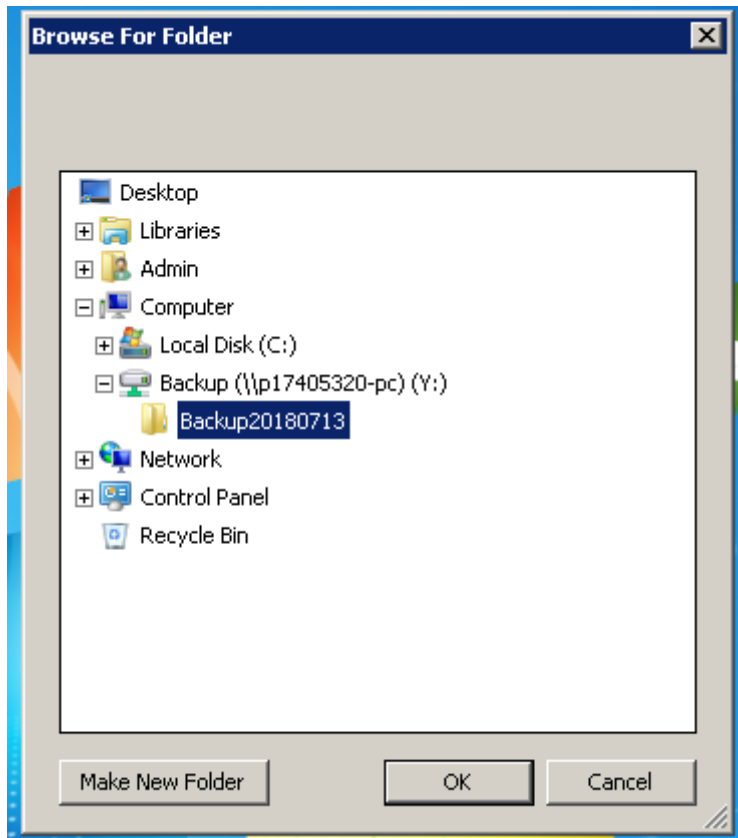 Browse For Folder
Desktop
Libraries
Admin
Computer
Local Disk (C:)
Backup (\\p17405320-pc) (Y:)
Backup20180713
Network
Control Panel
Recycle Bin
Make New Folder
OK
Cancel